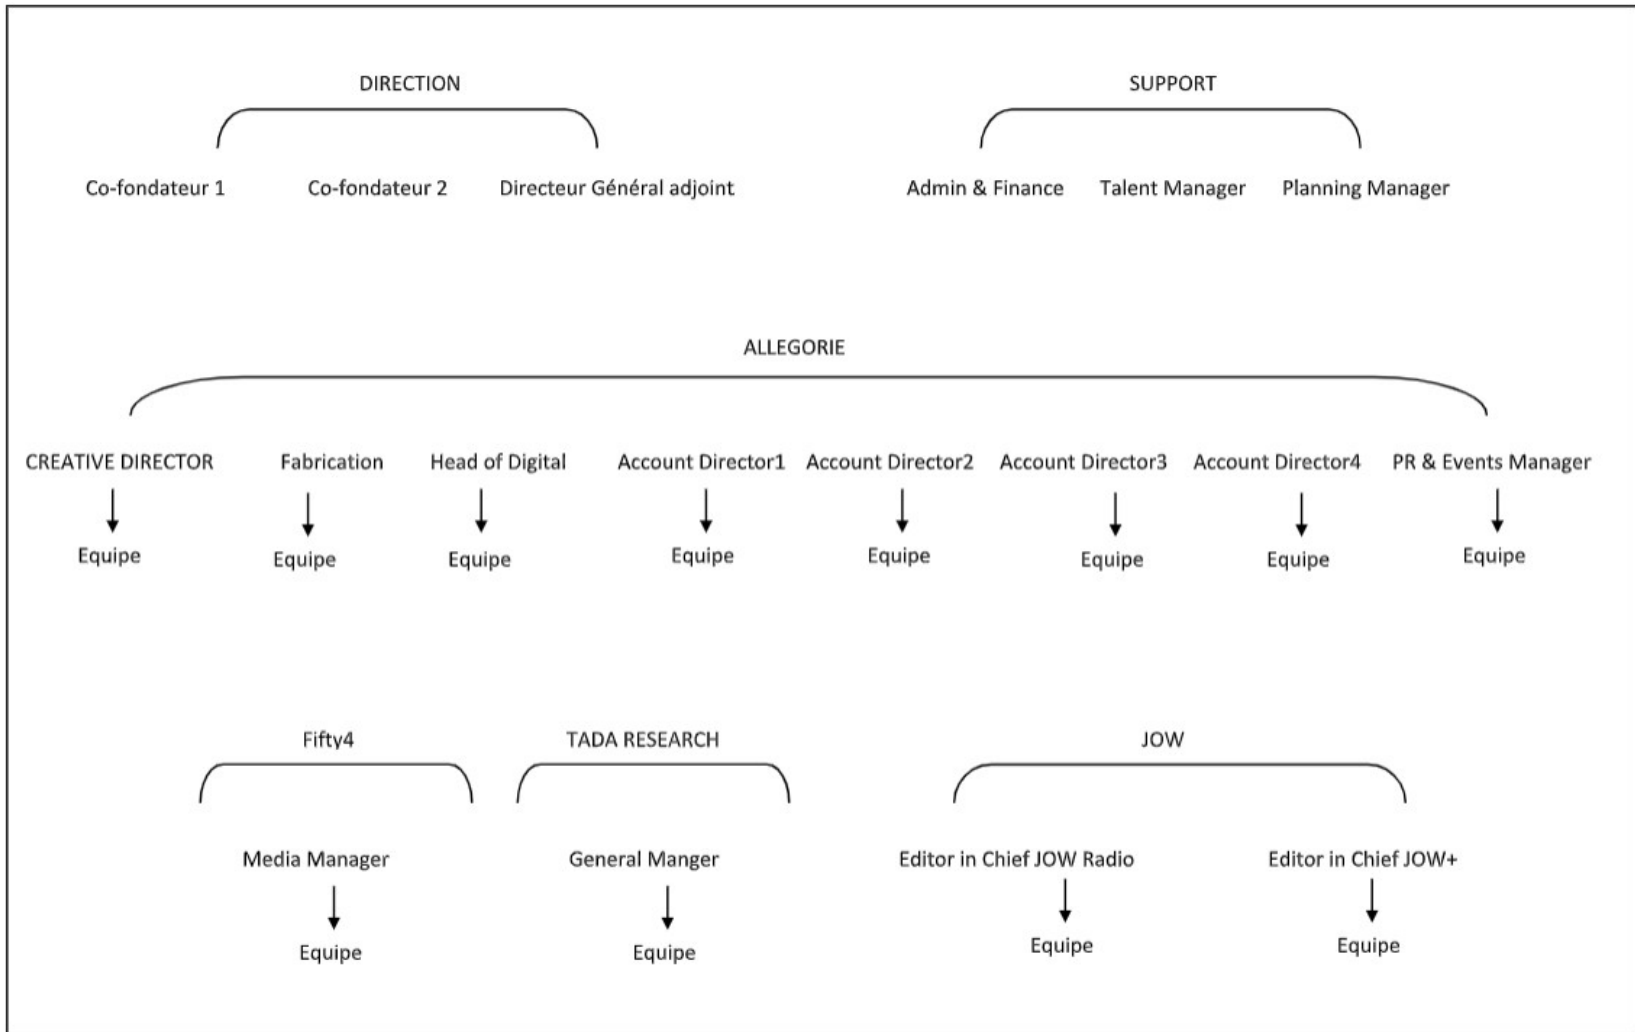 DIRECTION
SUPPORT
Co-fondateur 1
Co-fondateur 2
Directeur Général adjoint
Admin & Finance
Talent Manager
Planning Manager
ALLEGORIE
CREATIVE DIRECTOR
Fabrication
Head of Digital
Account Director1
Account Director2
Account Director3
Account Director4
PR & Events Manager
Equipe
Equipe
Equipe
Equipe
Equipe
Equipe
Equipe
Equipe
Fifty4
TADA RESEARCH
JOW
Media Manager
General Manger
Editor in Chief JOW Radio
Editor in Chief JOW+
Equipe
Equipe
Equipe
Equipe